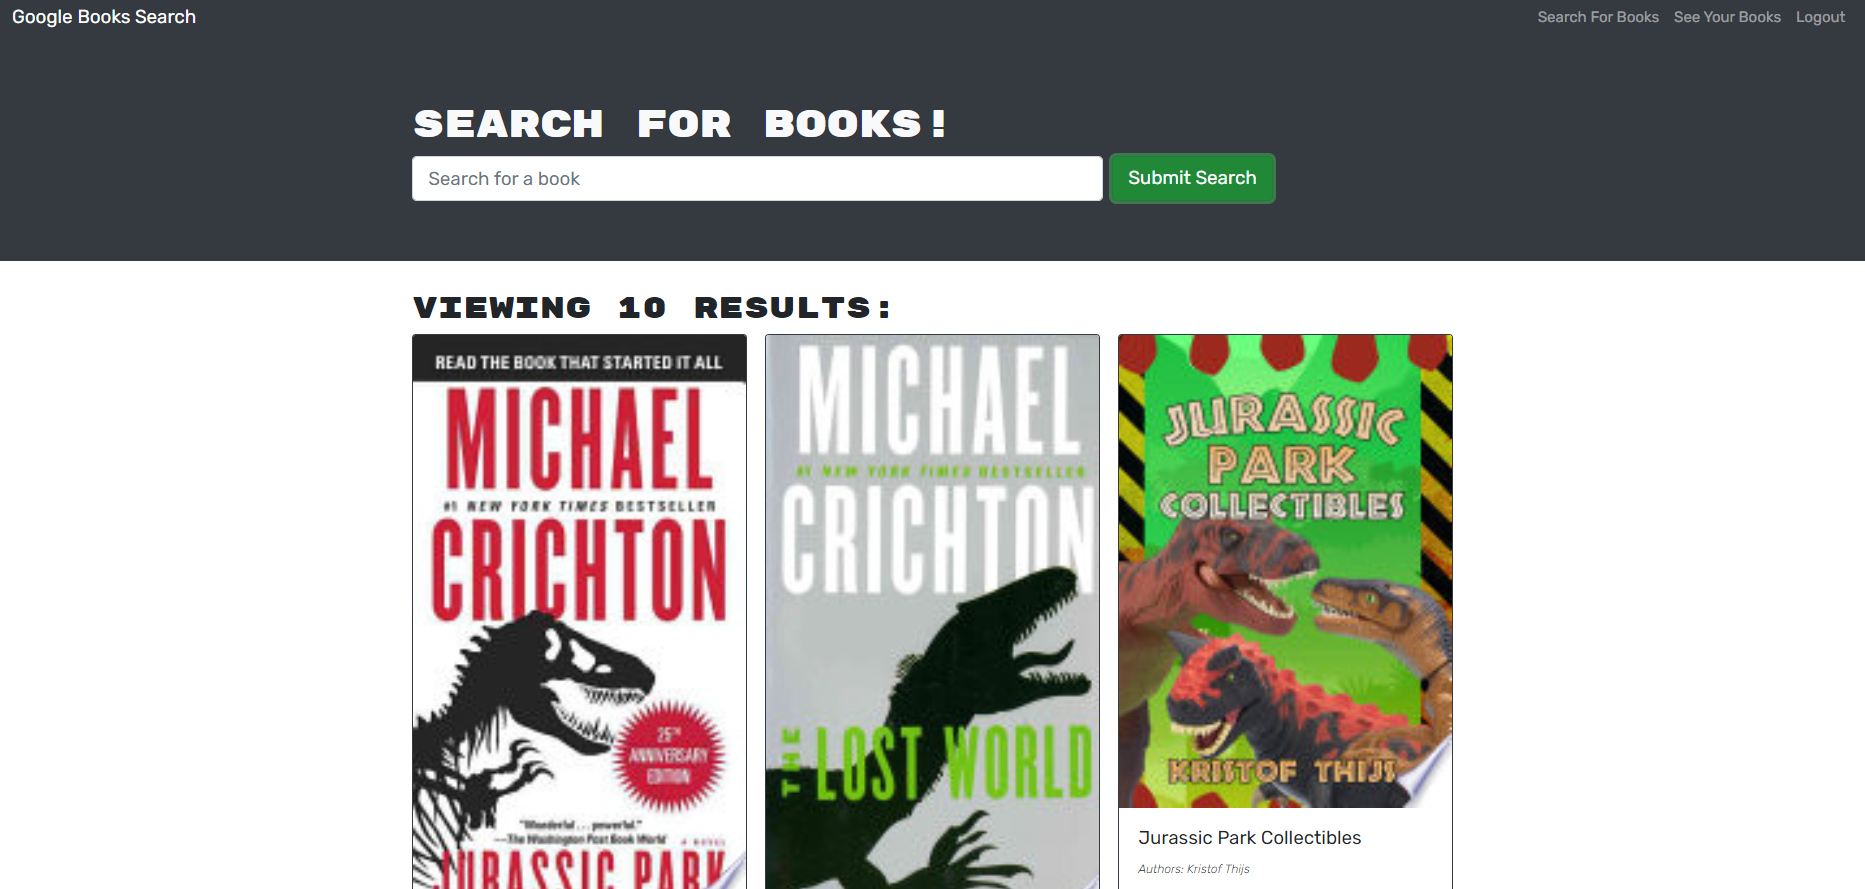 Google Books Search
Search For Books
See Your Books
Logout
SEARCH FOR BOOKS!
Search for a book
Submit Search
VIEWING 10 RESULTS:
READ THE BOOK THAT STARTED IT ALL
MICHAEL
#1 NEW YORK TIMES BESTSELLER
CRICHTON
25TH
ANNIVERSARY
EDITION
"Wonderful... powerful."
—The Washington Post Book World
A NOVEL
JURASSIC PARK
MICHAEL
#1 NEW YORK TIMES BESTSELLER
CRICHTON
THE LOST WORLD
JURASSIC
PARK
COLLECTIBLES
KRISTOF THIJS
Jurassic Park Collectibles
Authors: Kristof Thijs